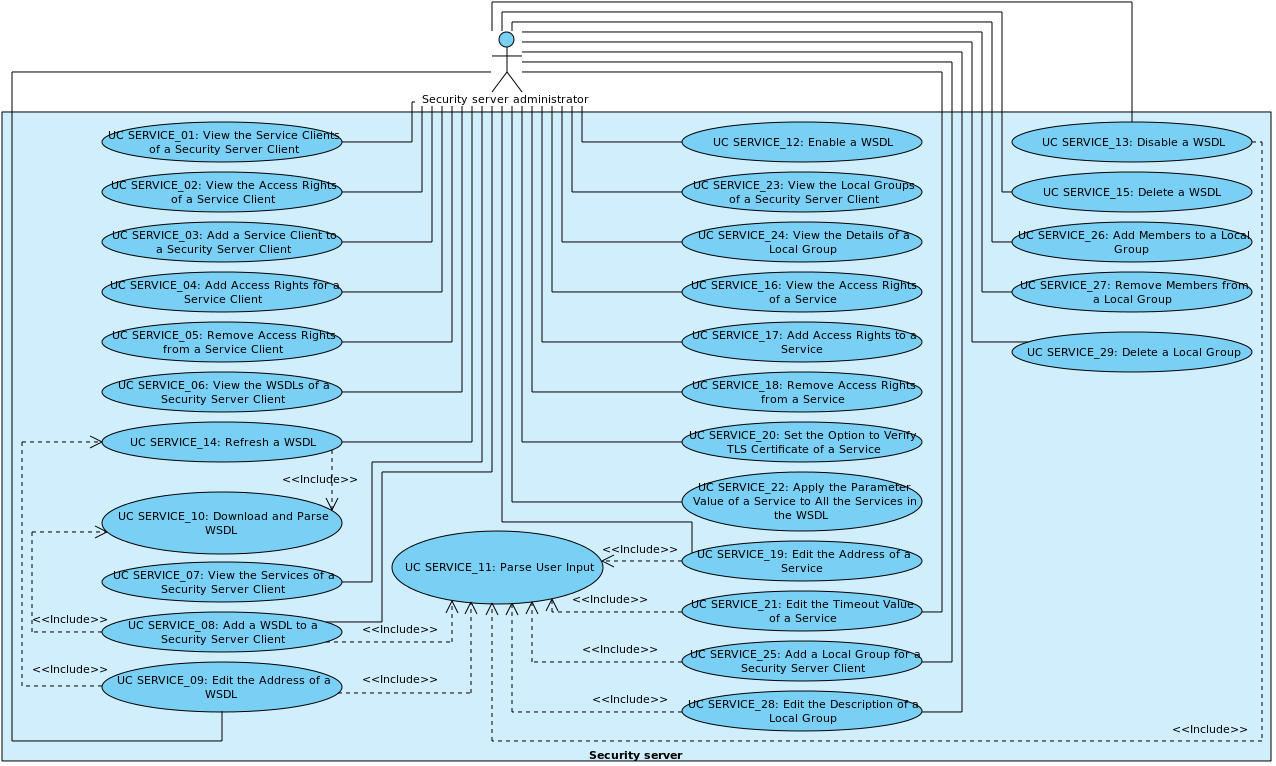 Security server administrator
UC SERVICE_01: View the Service Clients
of a Security Server Client
UC SERVICE_02: View the Access Rights
of a Service Client
UC SERVICE_03: Add a Service Client to
a Security Server Client
UC SERVICE_04: Add Access Rights for a
Service Client
UC SERVICE_05: Remove Access Rights
from a Service Client
UC SERVICE_06: View the WSDLs of a
Security Server Client
UC SERVICE_14: Refresh a WSDL
<<Include>>
UC SERVICE_10: Download and Parse
WSDL
UC SERVICE_07: View the Services of a
Security Server Client
<<Include>>
UC SERVICE_08: Add a WSDL to a
Security Server Client
<<Include>>
<<Include>>
UC SERVICE_09: Edit the Address of a
WSDL
<<Include>>
UC SERVICE_11: Parse User Input
UC SERVICE_12: Enable a WSDL
UC SERVICE_23: View the Local Groups
of a Security Server Client
UC SERVICE_24: View the Details of a
Local Group
UC SERVICE_16: View the Access Rights
of a Service
UC SERVICE_17: Add Access Rights to a
Service
UC SERVICE_18: Remove Access Rights
from a Service
UC SERVICE_20: Set the Option to Verify
TLS Certificate of a Service
UC SERVICE_22: Apply the Parameter
Value of a Service to All the Services in
the WSDL
<<Include>>
UC SERVICE_19: Edit the Address of a
Service
<<Include>>
UC SERVICE_21: Edit the Timeout Value
of a Service
<<Include>>
UC SERVICE_25: Add a Local Group for a
Security Server Client
<<Include>>
UC SERVICE_28: Edit the Description of a
Local Group
UC SERVICE_13: Disable a WSDL
UC SERVICE_15: Delete a WSDL
UC SERVICE_26: Add Members to a Local
Group
UC SERVICE_27: Remove Members from
a Local Group
UC SERVICE_29: Delete a Local Group
<<Include>>
Security server